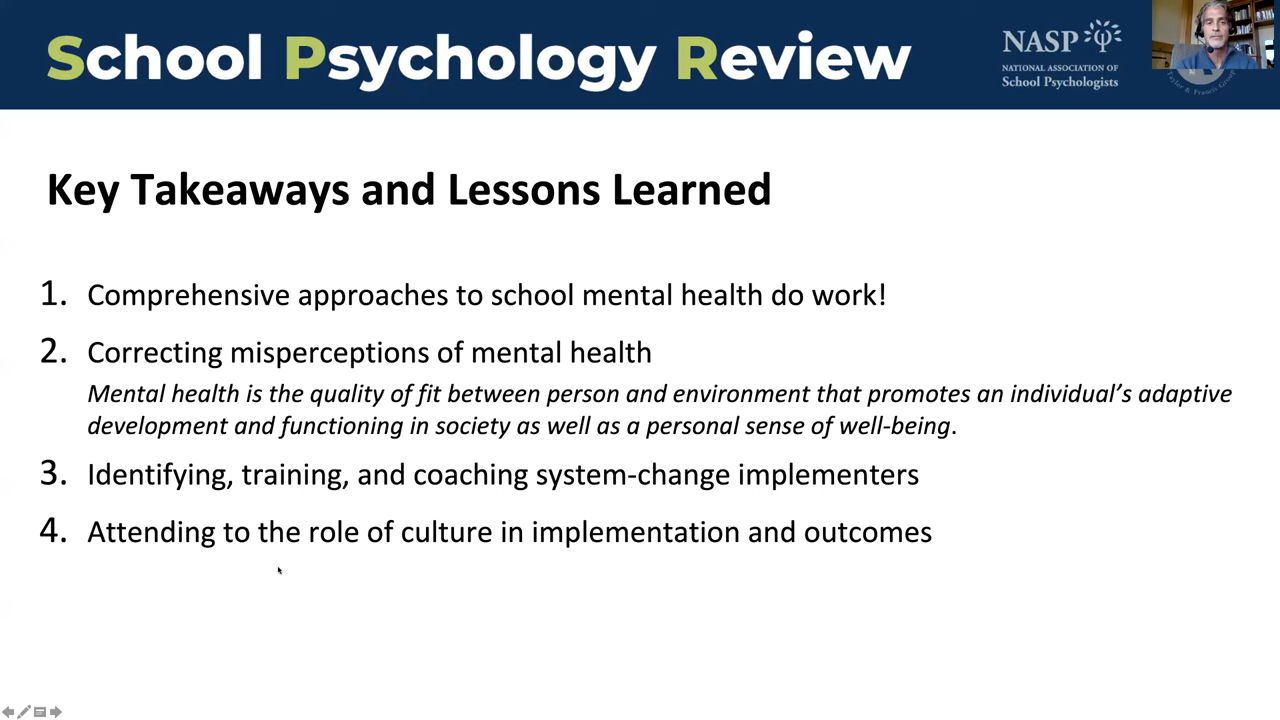 School Psychology Review
NASP
NATIONAL ASSOCIATION OF
School Psychologists
Taylor & Francis Group
Key Takeaways and Lessons Learned
1. Comprehensive approaches to school mental health do work!
2. Correcting misperceptions of mental health
Mental health is the quality of fit between person and environment that promotes an individual’s adaptive
development and functioning in society as well as a personal sense of well-being.
3. Identifying, training, and coaching system-change implementers
4. Attending to the role of culture in implementation and outcomes